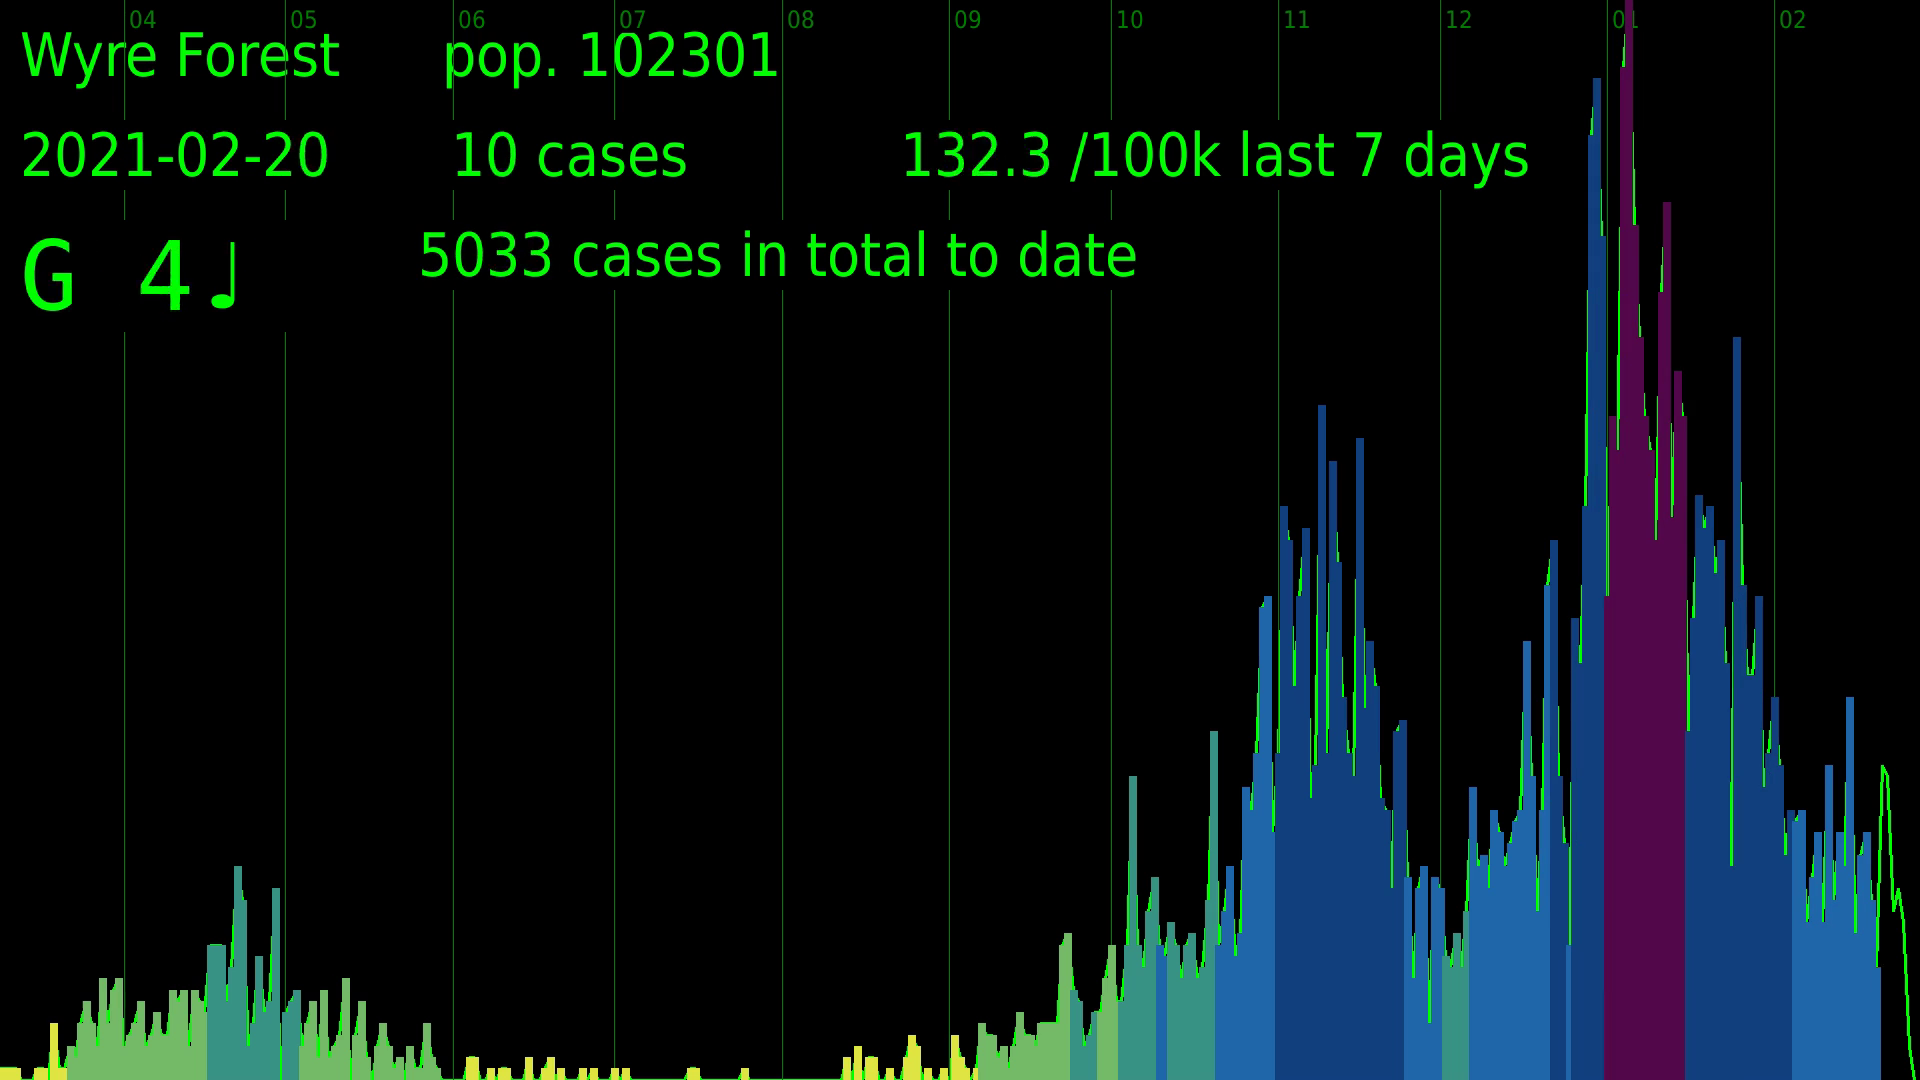 04 05 06 07 08 09 10 11 12 01 02
Wyre Forest pop. 102301
2021-02-20 10 cases 132.3 /100k last 7 days
G 4♩ 5033 cases in total to date